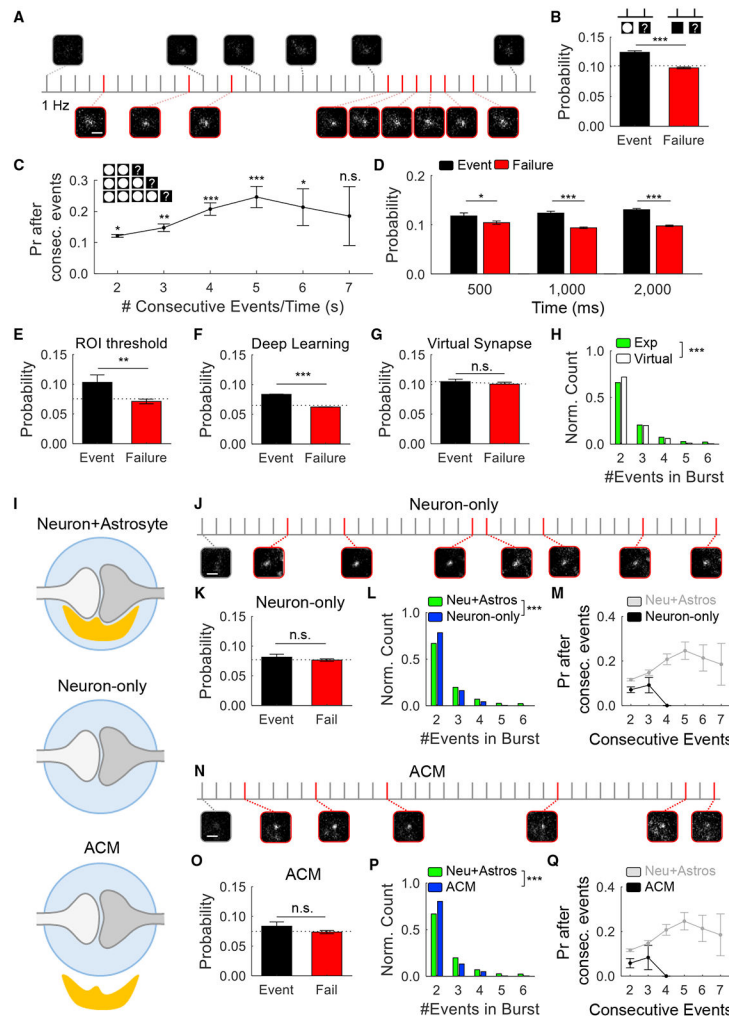 A
1 Hz
B
? ?
***
Probability
0.15
0.10
0.05
0.00
Event Failure
C
?
?
?
Pr after
consec. events
0.3
0.2
0.1
0.0
* ** *** *** * n.s.
2 3 4 5 6 7
# Consecutive Events/Time (s)
D
Event Failure
Probability
0.2
0.1
0.0
* *** ***
500 1,000 2,000
Time (ms)
E
ROI threshold
**
Probability
0.15
0.10
0.05
0.00
Event Failure
F
Deep Learning
***
Probability
0.15
0.10
0.05
0.00
Event Failure
G
Virtual Synapse
n.s.
Probability
0.15
0.10
0.05
0.00
Event Failure
H
Exp
Virtual
***
Norm. Count
1.0
0.5
0.0
2 3 4 5 6
#Events in Burst
I
Neuron+Astrosyte
Neuron-only
ACM
J
Neuron-only
K
Neuron-only
n.s.
Probability
0.15
0.10
0.05
0.00
Event Fail
L
Neu+Astros
Neuron-only
***
Norm. Count
1.0
0.5
0.0
2 3 4 5 6
#Events in Burst
M
Neu+Astros
Neuron-only
Pr after
consec. events
0.4
0.2
0.0
2 3 4 5 6 7
Consecutive Events
N
ACM
O
ACM
n.s.
Probability
0.15
0.10
0.05
0.00
Event Fail
P
Neu+Astros
ACM
***
Norm. Count
1.0
0.5
0.0
2 3 4 5 6
#Events in Burst
Q
Neu+Astros
ACM
Pr after
consec. events
0.4
0.2
0.0
2 3 4 5 6 7
Consecutive Events